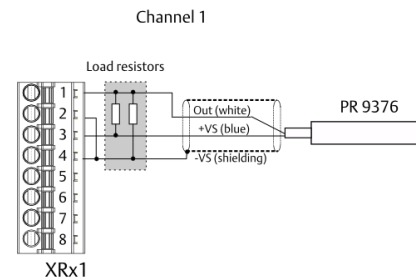 Channel 1
Load resistors
1
2
3
4
5
6
7
8
Out (white)
+VS (blue)
-VS (shielding)
PR 9376
XRx1